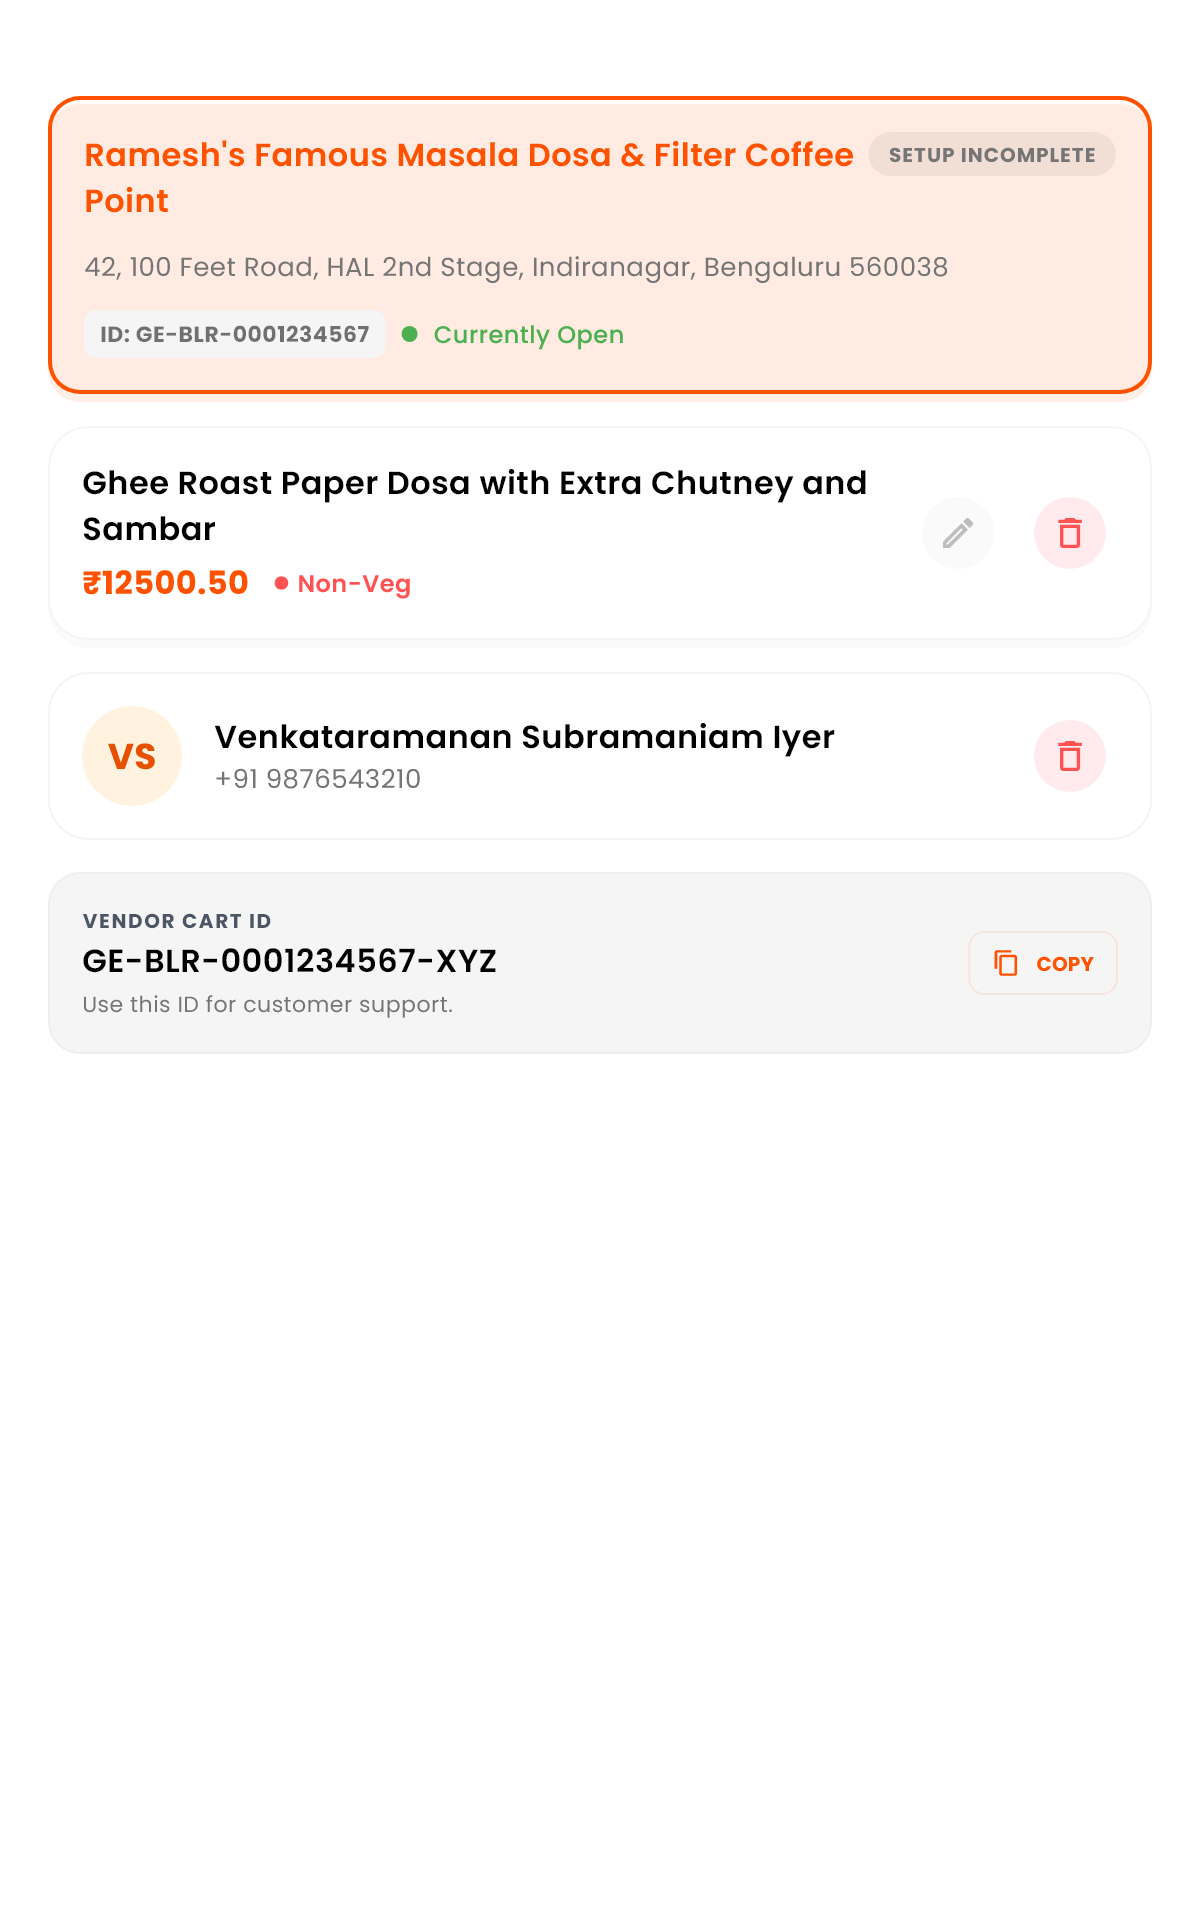 Ramesh's Famous Masala Dosa & Filter Coffee
Point
SETUP INCOMPLETE
42, 100 Feet Road, HAL 2nd Stage, Indiranagar, Bengaluru 560038
ID: GE-BLR-0001234567
Currently Open
Ghee Roast Paper Dosa with Extra Chutney and
Sambar
₹12500.50
Non-Veg
VS
Venkataramanan Subramaniam Iyer
+91 9876543210
VENDOR CART ID
GE-BLR-0001234567-XYZ
Use this ID for customer support.
COPY